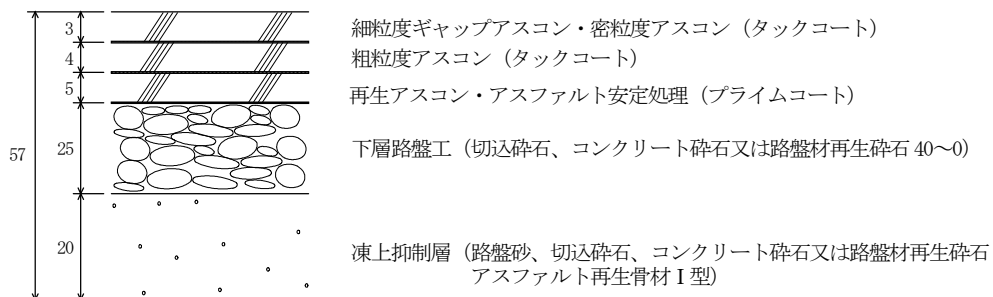 3
細粒度ギャップアスコン・密粒度アスコン（タックコート）
4
粗粒度アスコン（タックコート）
5
再生アスコン・アスファルト安定処理（プライムコート）
57
25
下層路盤工（切込砕石、コンクリート砕石又は路盤材再生砕石 40～0）
20
凍上抑制層（路盤砂、切込砕石、コンクリート砕石又は路盤材再生砕石
アスファルト再生骨材Ⅰ型）